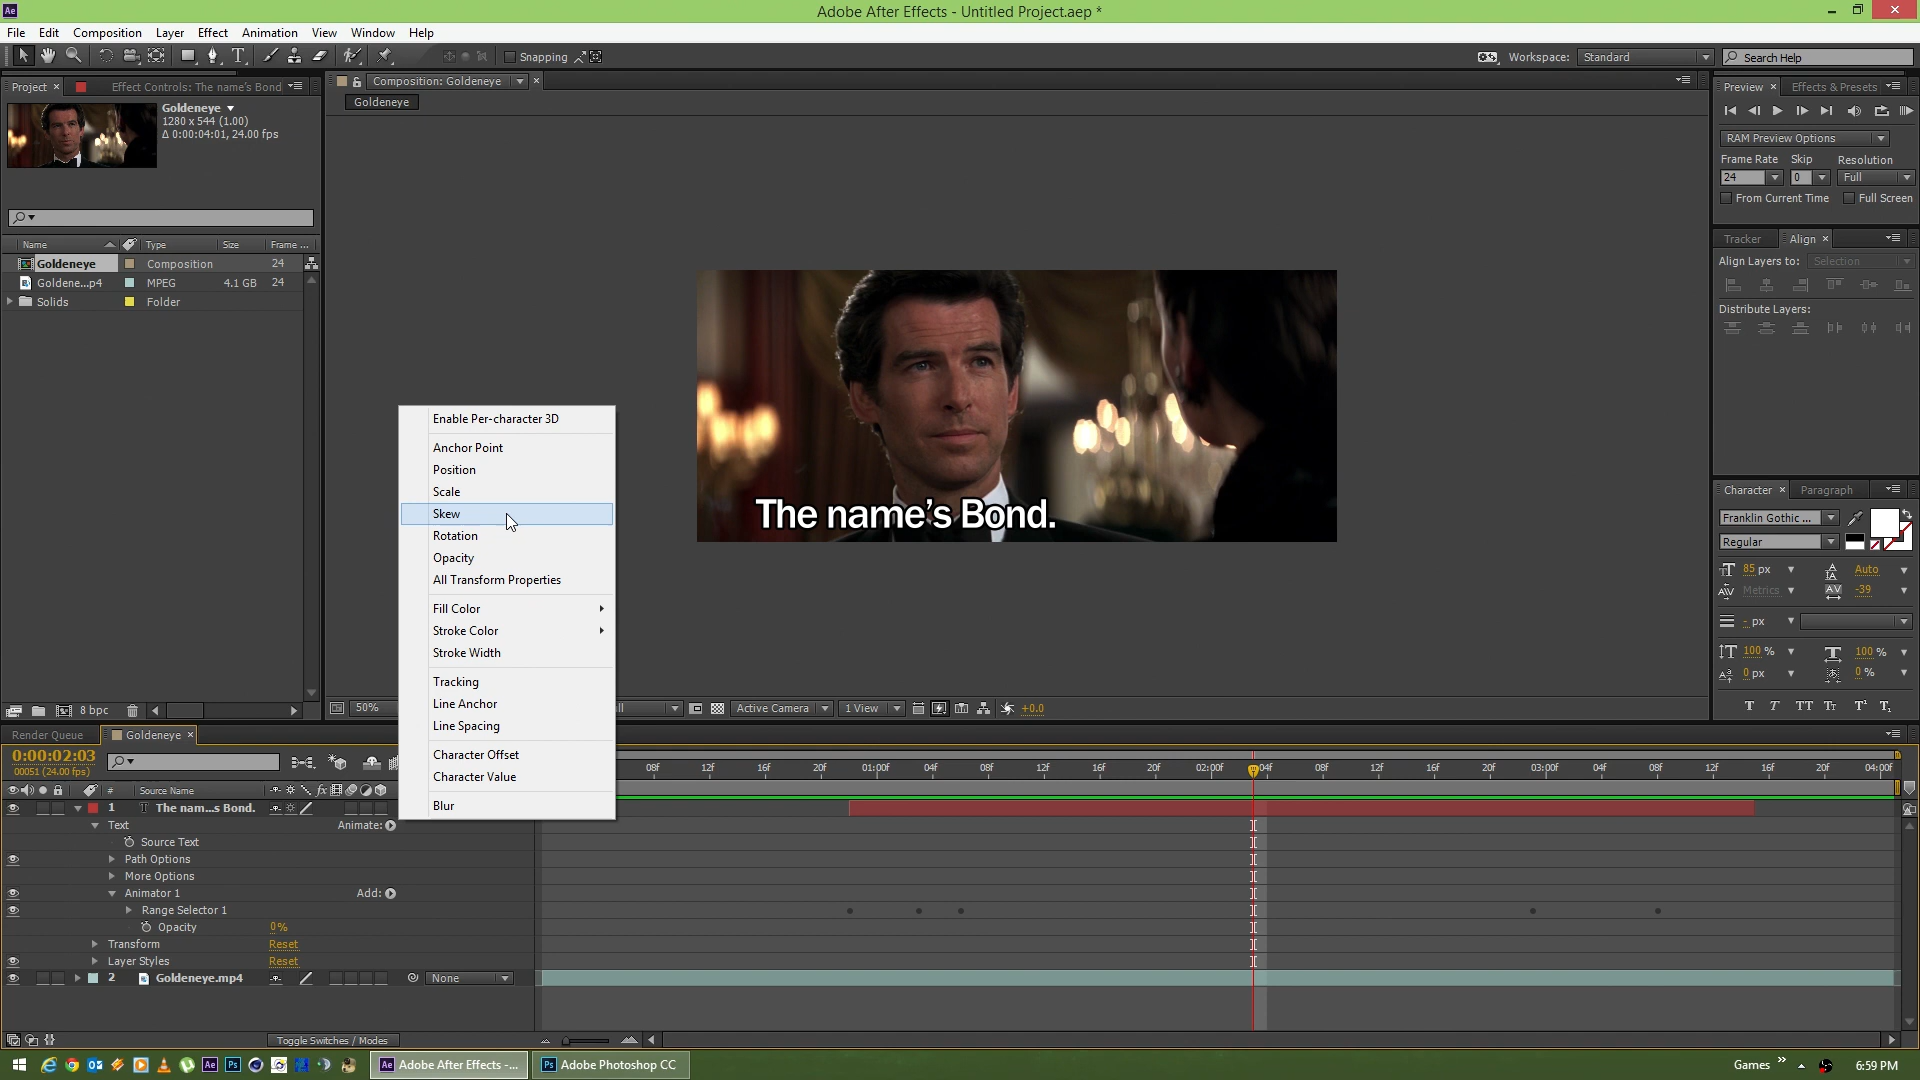 Ae
Adobe After Effects - Untitled Project.aep *
File Edit Composition Layer Effect Animation View Window Help
T Snapping Workspace: Standard Search Help
Project × Effect Controls: The name's Bond
Goldeneye
1280 x 544 (1.00)
Δ 0:00:04:01, 24.00 fps
Name Type Size Frame ...
Goldeneye Composition 24
Goldene...p4 MPEG 4.1 GB 24
Solids Folder
8 bpc
Composition: Goldeneye ×
Goldeneye
The name's Bond.
50%
Active Camera 1 View +0.0
Enable Per-character 3D
Anchor Point
Position
Scale
Skew
Rotation
Opacity
All Transform Properties
Fill Color
Stroke Color
Stroke Width
Tracking
Line Anchor
Line Spacing
Character Offset
Character Value
Blur
Preview × Effects & Presets
RAM Preview Options
Frame Rate Skip Resolution
24 0 Full
From Current Time Full Screen
Tracker Align ×
Align Layers to: Selection
Distribute Layers:
Character × Paragraph
Franklin Gothic ...
Regular
85 px Auto
Metrics -39
- px
100 % 100 %
0 px 0 %
T T TT Tr T¹ T₁
Render Queue Goldeneye ×
0:00:02:03
00051 (24.00 fps)
08f 12f 16f 20f 01:00f 04f 08f 12f 16f 20f 02:00f 04f 08f 12f 16f 20f 03:00f 04f 08f 12f 16f 20f 04:00f
# Source Name fx
1 T The nam...s Bond.
Text Animate:
Source Text
Path Options
More Options
Animator 1 Add:
Range Selector 1
Opacity 0%
Transform Reset
Layer Styles Reset
2 Goldeneye.mp4 None
Toggle Switches / Modes
Ae Ps
Ae Adobe After Effects -...
Ps Adobe Photoshop CC
Games » 6:59 PM